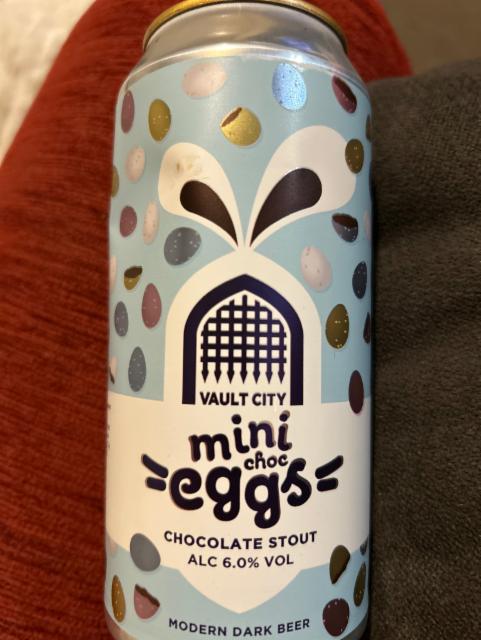 VAULT CITY
mini
choc
eggs
CHOCOLATE STOUT
ALC 6.0% VOL
MODERN DARK BEER